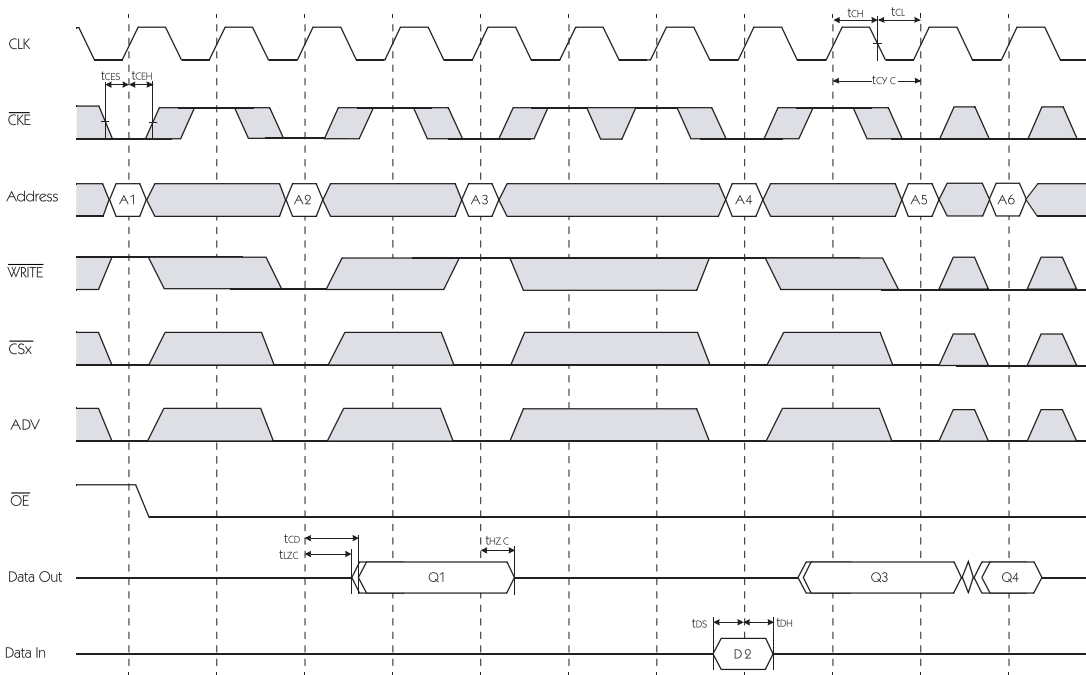 tCH tCL
CLK
tCES tCEH
tCYC
CKE
Address A1 A2 A3 A4 A5 A6
WRITE
CSx
ADV
OE
tCD
tLZC tHZC
Data Out Q1 Q3 Q4
tDS tDH
Data In D2